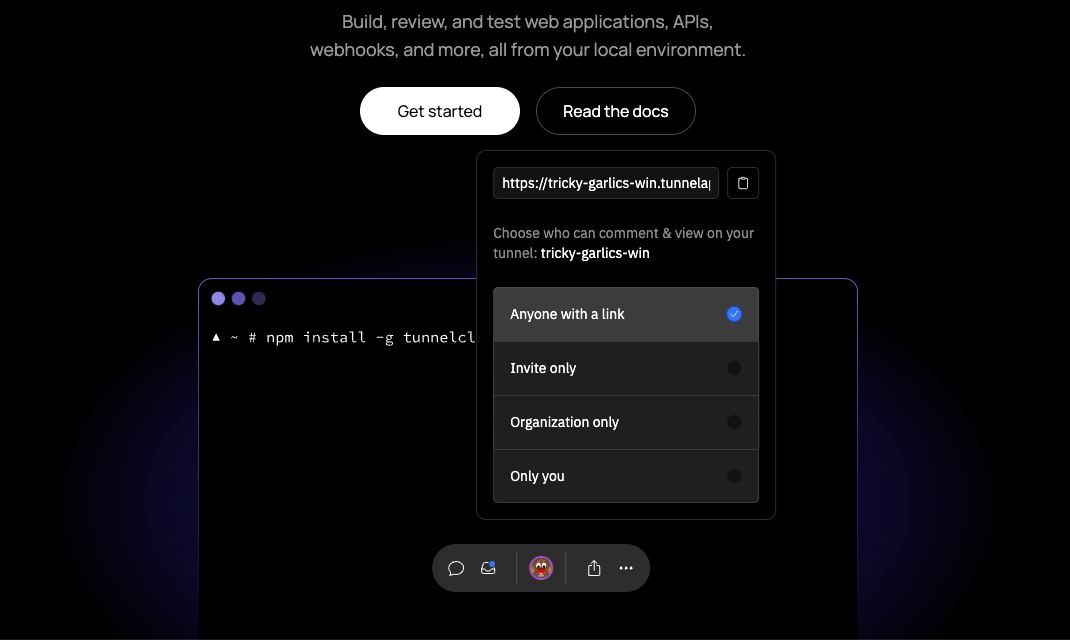 Build, review, and test web applications, APIs,
webhooks, and more, all from your local environment.
Get started
Read the docs
https://tricky-garlics-win.tunnela
Choose who can comment & view on your
tunnel: tricky-garlics-win
▲ ~ # npm install -g tunnelcl
Anyone with a link
Invite only
Organization only
Only you